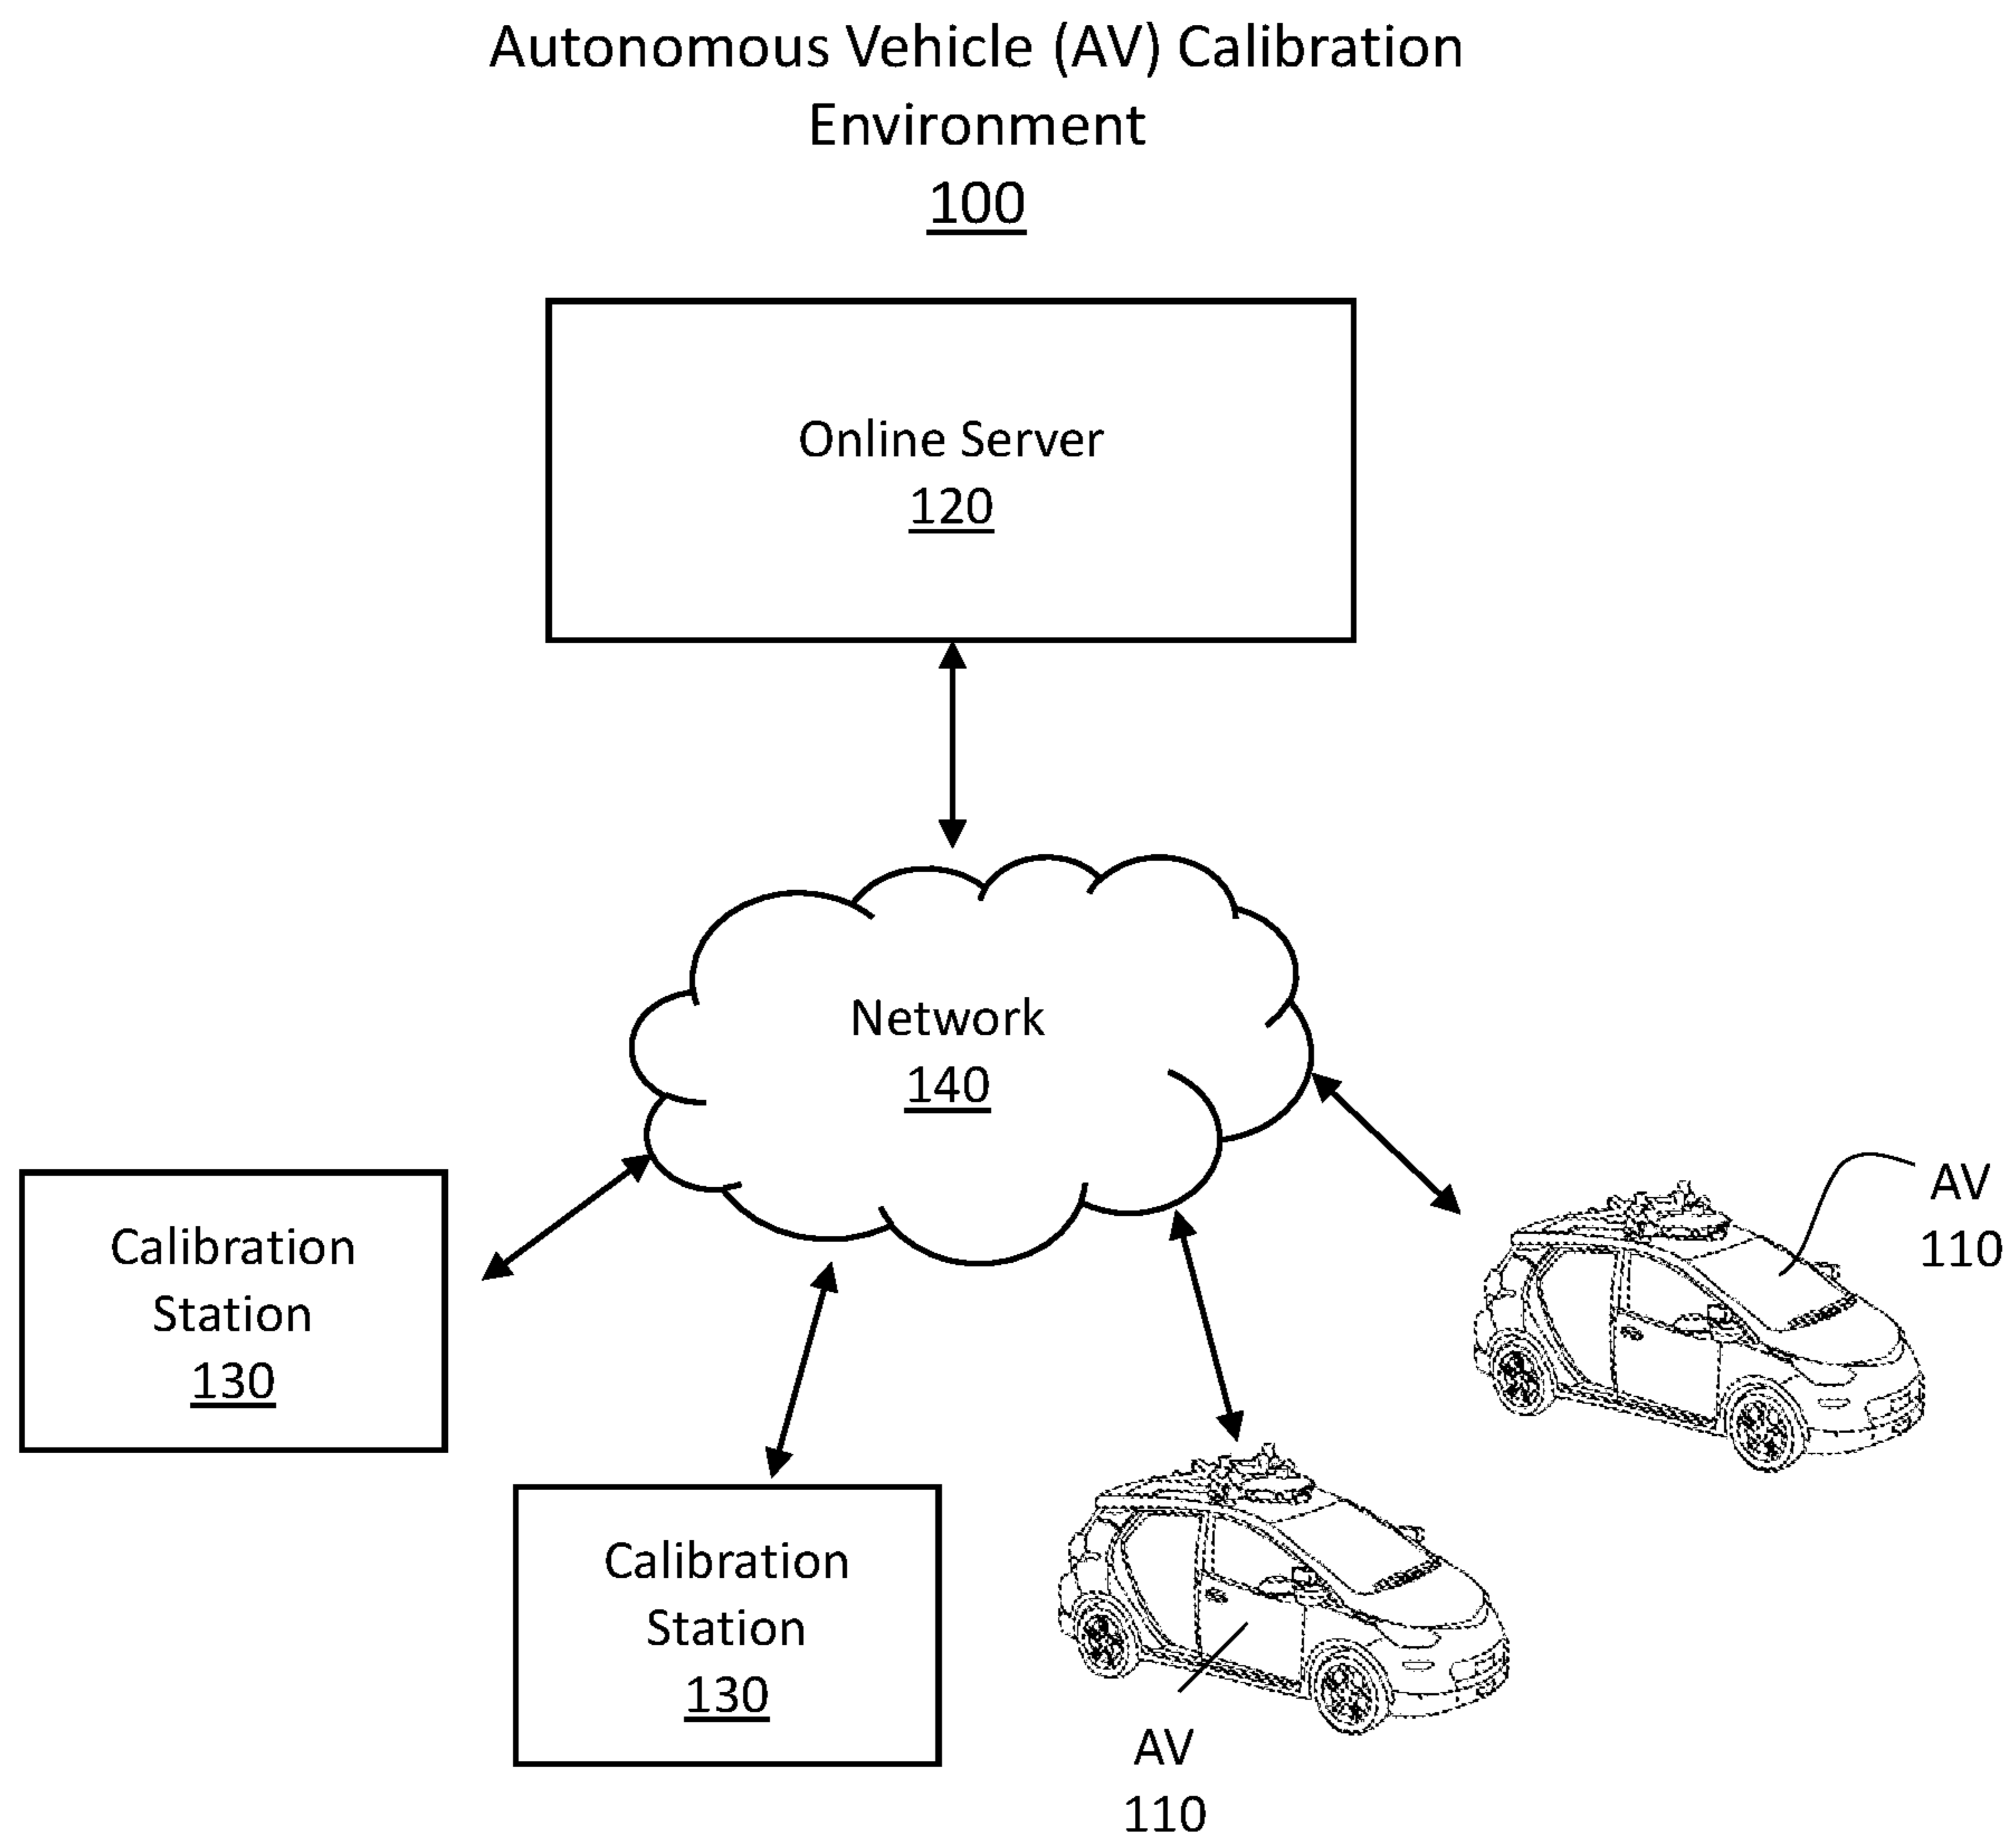 Autonomous Vehicle (AV) Calibration
Environment
100
Online Server
120
Network
140
AV
110
Calibration
Station
130
Calibration
Station
130
AV
110